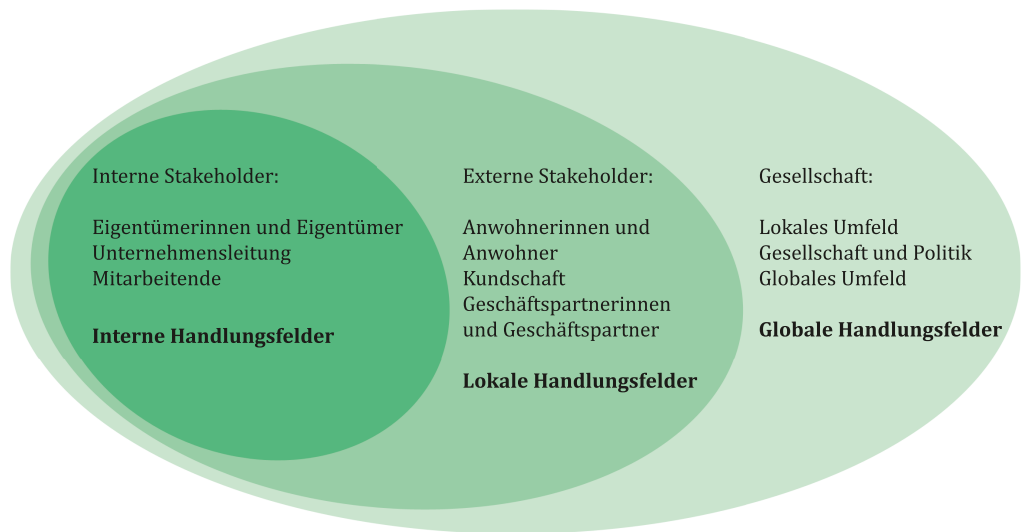 Interne Stakeholder:
Eigentümerinnen und Eigentümer
Unternehmensleitung
Mitarbeitende
Interne Handlungsfelder
Externe Stakeholder:
Anwohnerinnen und
Anwohner
Kundschaft
Geschäftspartnerinnen
und Geschäftspartner
Lokale Handlungsfelder
Gesellschaft:
Lokales Umfeld
Gesellschaft und Politik
Globales Umfeld
Globale Handlungsfelder